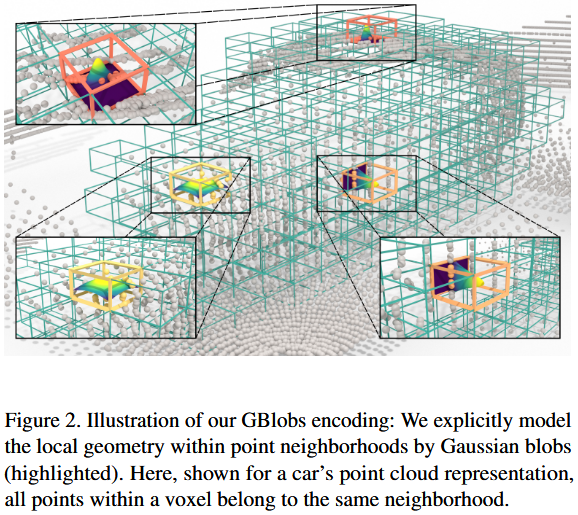 Figure 2. Illustration of our GBlobs encoding: We explicitly model
the local geometry within point neighborhoods by Gaussian blobs
(highlighted). Here, shown for a car’s point cloud representation,
all points within a voxel belong to the same neighborhood.